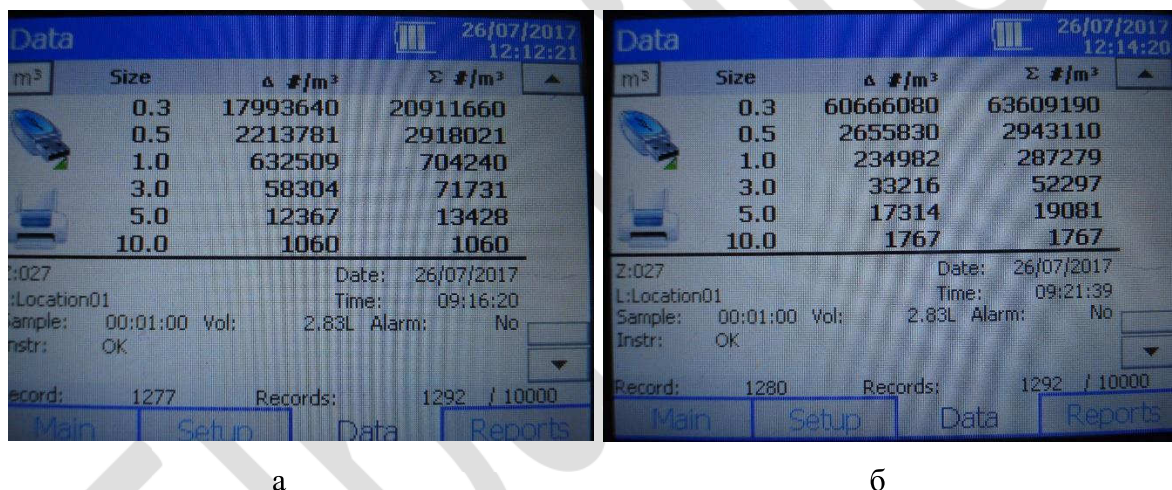 Data
26/07/2017
12:12:21
m³ Size Δ #/m³ Σ #/m³
0.3 17993640 20911660
0.5 2213781 2918021
1.0 632509 704240
3.0 58304 71731
5.0 12367 13428
10.0 1060 1060
:027 Date: 26/07/2017
:Location01 Time: 09:16:20
ample: 00:01:00 Vol: 2.83L Alarm: No
nstr: OK
ecord: 1277 Records: 1292 / 10000
Main Setup Data Reports
а
Data
26/07/2017
12:14:20
m³ Size Δ #/m³ Σ #/m³
0.3 60666080 63609190
0.5 2655830 2943110
1.0 234982 287279
3.0 33216 52297
5.0 17314 19081
10.0 1767 1767
Z:027 Date: 26/07/2017
L:Location01 Time: 09:21:39
Sample: 00:01:00 Vol: 2.83L Alarm: No
Instr: OK
Record: 1280 Records: 1292 / 10000
Main Setup Data Reports
б